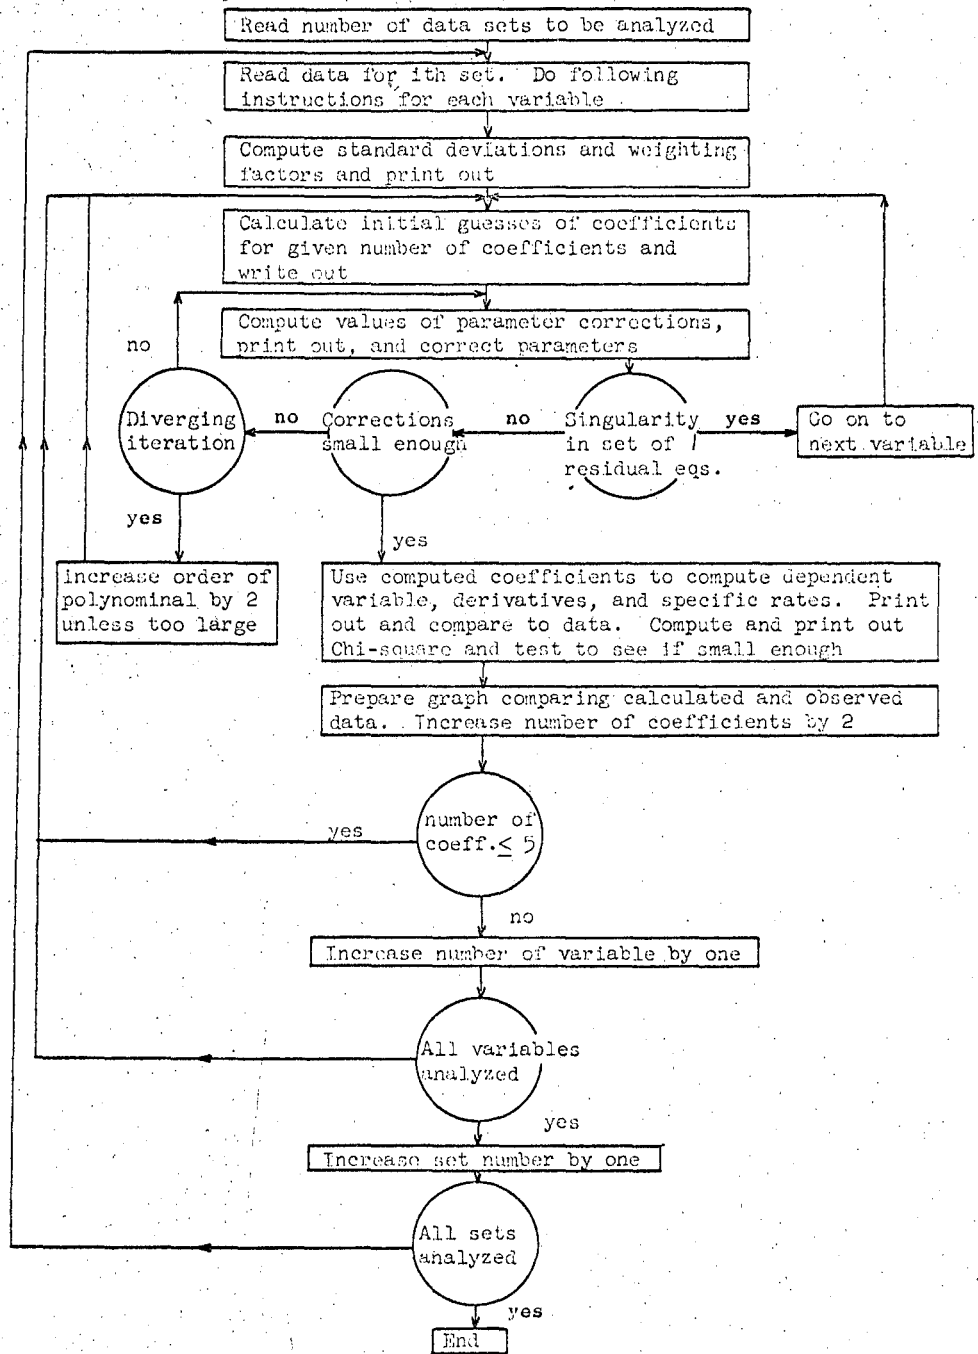 Read number of data sets to be analyzed
Read data for ith set. Do following
instructions for each variable
Compute standard deviations and weighting
factors and print out
Calculate initial guesses of coefficients
for given number of coefficients and
write out
Compute values of parameter corrections,
print out, and correct parameters
no
Diverging
iteration
no
Corrections
small enough
no
Singularity
in set of
residual eqs.
yes
Go on to
next variable
yes
yes
increase order of
polynominal by 2
unless too large
Use computed coefficients to compute dependent
variable, derivatives, and specific rates. Print
out and compare to data. Compute and print out
Chi-square and test to see if small enough
Prepare graph comparing calculated and observed
data. Increase number of coefficients by 2
number of
coeff. ≤ 5
yes
no
Increase number of variable by one
All variables
analyzed
yes
Increase set number by one
All sets
analyzed
yes
End